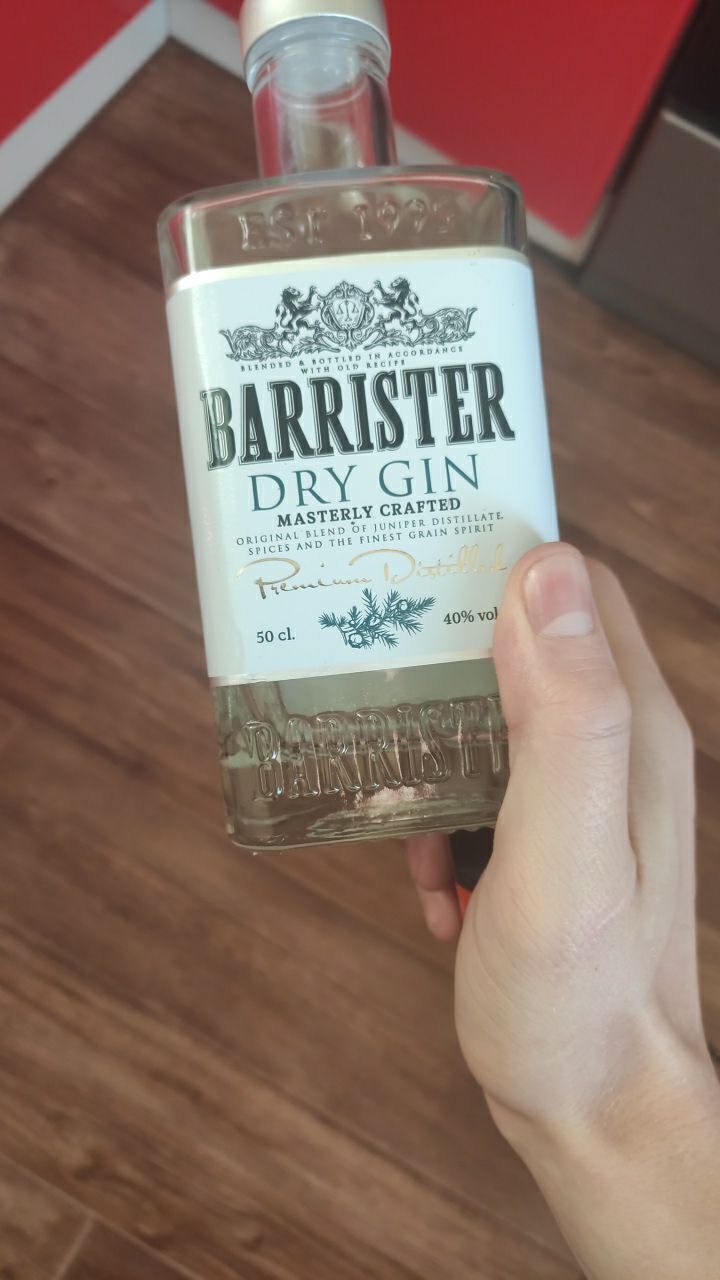 EST 1995
BLENDED & BOTTLED IN ACCORDANCE
WITH OLD RECIPE
BARRISTER
DRY GIN
MASTERLY CRAFTED
ORIGINAL BLEND OF JUNIPER DISTILLATE,
SPICES AND THE FINEST GRAIN SPIRIT
Premium Distilled
50 cl.
40% vol
BARRISTE